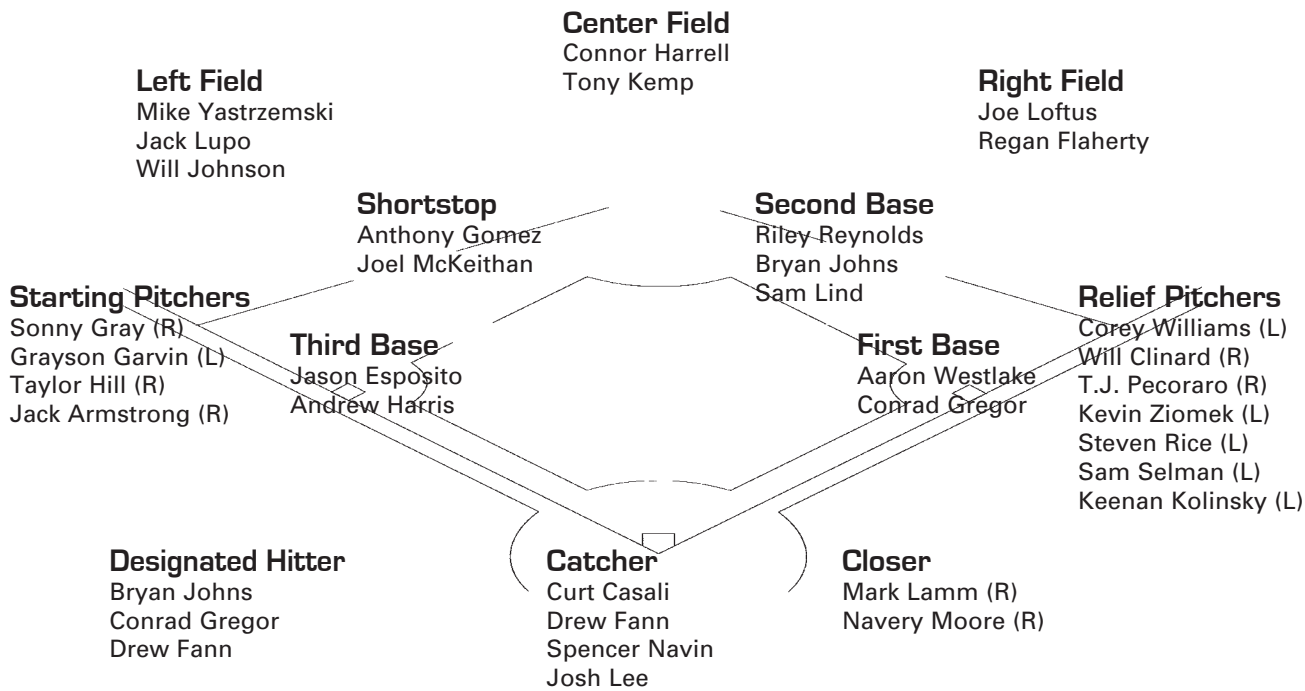 Center Field
Connor Harrell
Tony Kemp
Left Field
Mike Yastrzemski
Jack Lupo
Will Johnson
Right Field
Joe Loftus
Regan Flaherty
Shortstop
Anthony Gomez
Joel McKeithan
Second Base
Riley Reynolds
Bryan Johns
Sam Lind
Starting Pitchers
Sonny Gray (R)
Grayson Garvin (L)
Taylor Hill (R)
Jack Armstrong (R)
Third Base
Jason Esposito
Andrew Harris
First Base
Aaron Westlake
Conrad Gregor
Relief Pitchers
Corey Williams (L)
Will Clinard (R)
T.J. Pecoraro (R)
Kevin Ziomek (L)
Steven Rice (L)
Sam Selman (L)
Keenan Kolinsky (L)
Designated Hitter
Bryan Johns
Conrad Gregor
Drew Fann
Catcher
Curt Casali
Drew Fann
Spencer Navin
Josh Lee
Closer
Mark Lamm (R)
Navery Moore (R)